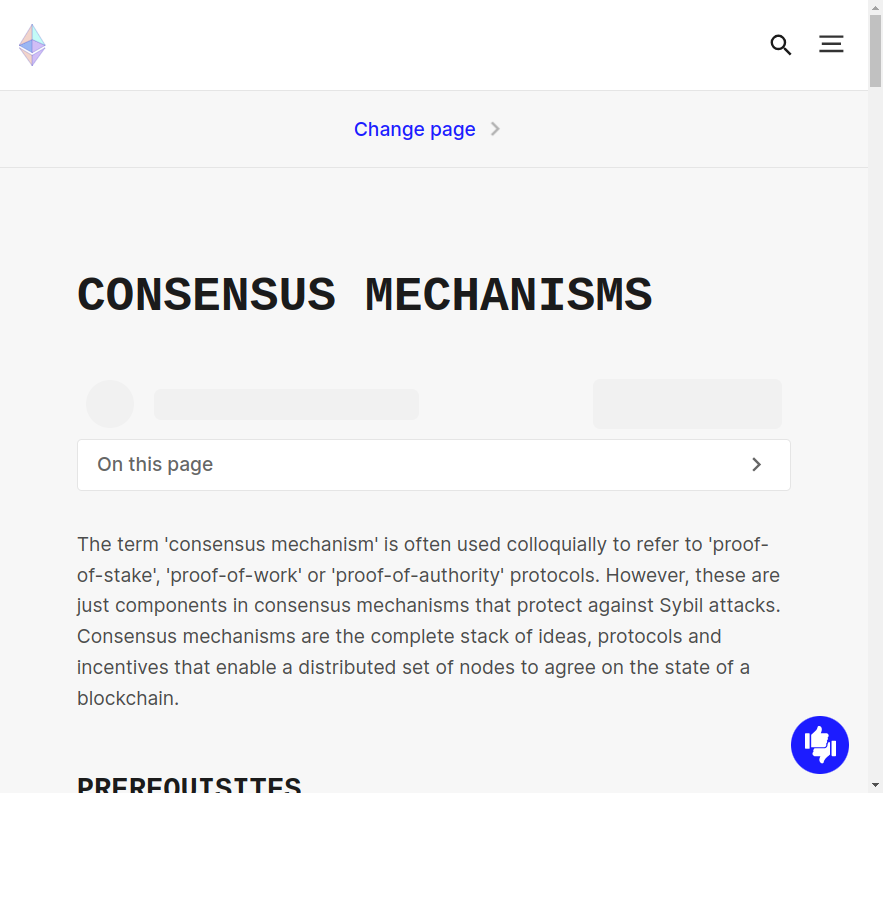 Change page
CONSENSUS MECHANISMS
On this page
The term 'consensus mechanism' is often used colloquially to refer to 'proof-
of-stake', 'proof-of-work' or 'proof-of-authority' protocols. However, these are
just components in consensus mechanisms that protect against Sybil attacks.
Consensus mechanisms are the complete stack of ideas, protocols and
incentives that enable a distributed set of nodes to agree on the state of a
blockchain.
PREREQUISITES